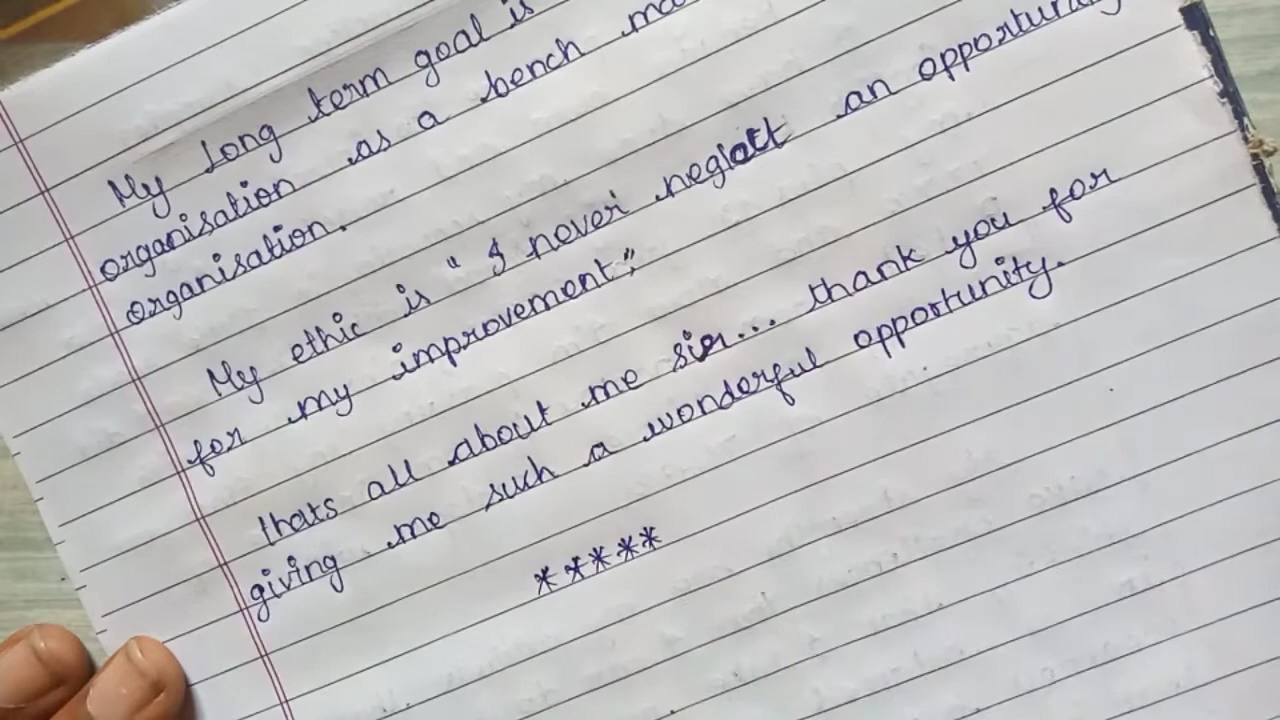 My long term goal is
organisation as a bench
organisation.
My ethic is " I never neglect an
for my improvement"
thats all about me sir... thank you for
giving me such a wonderful opportunity.
*****